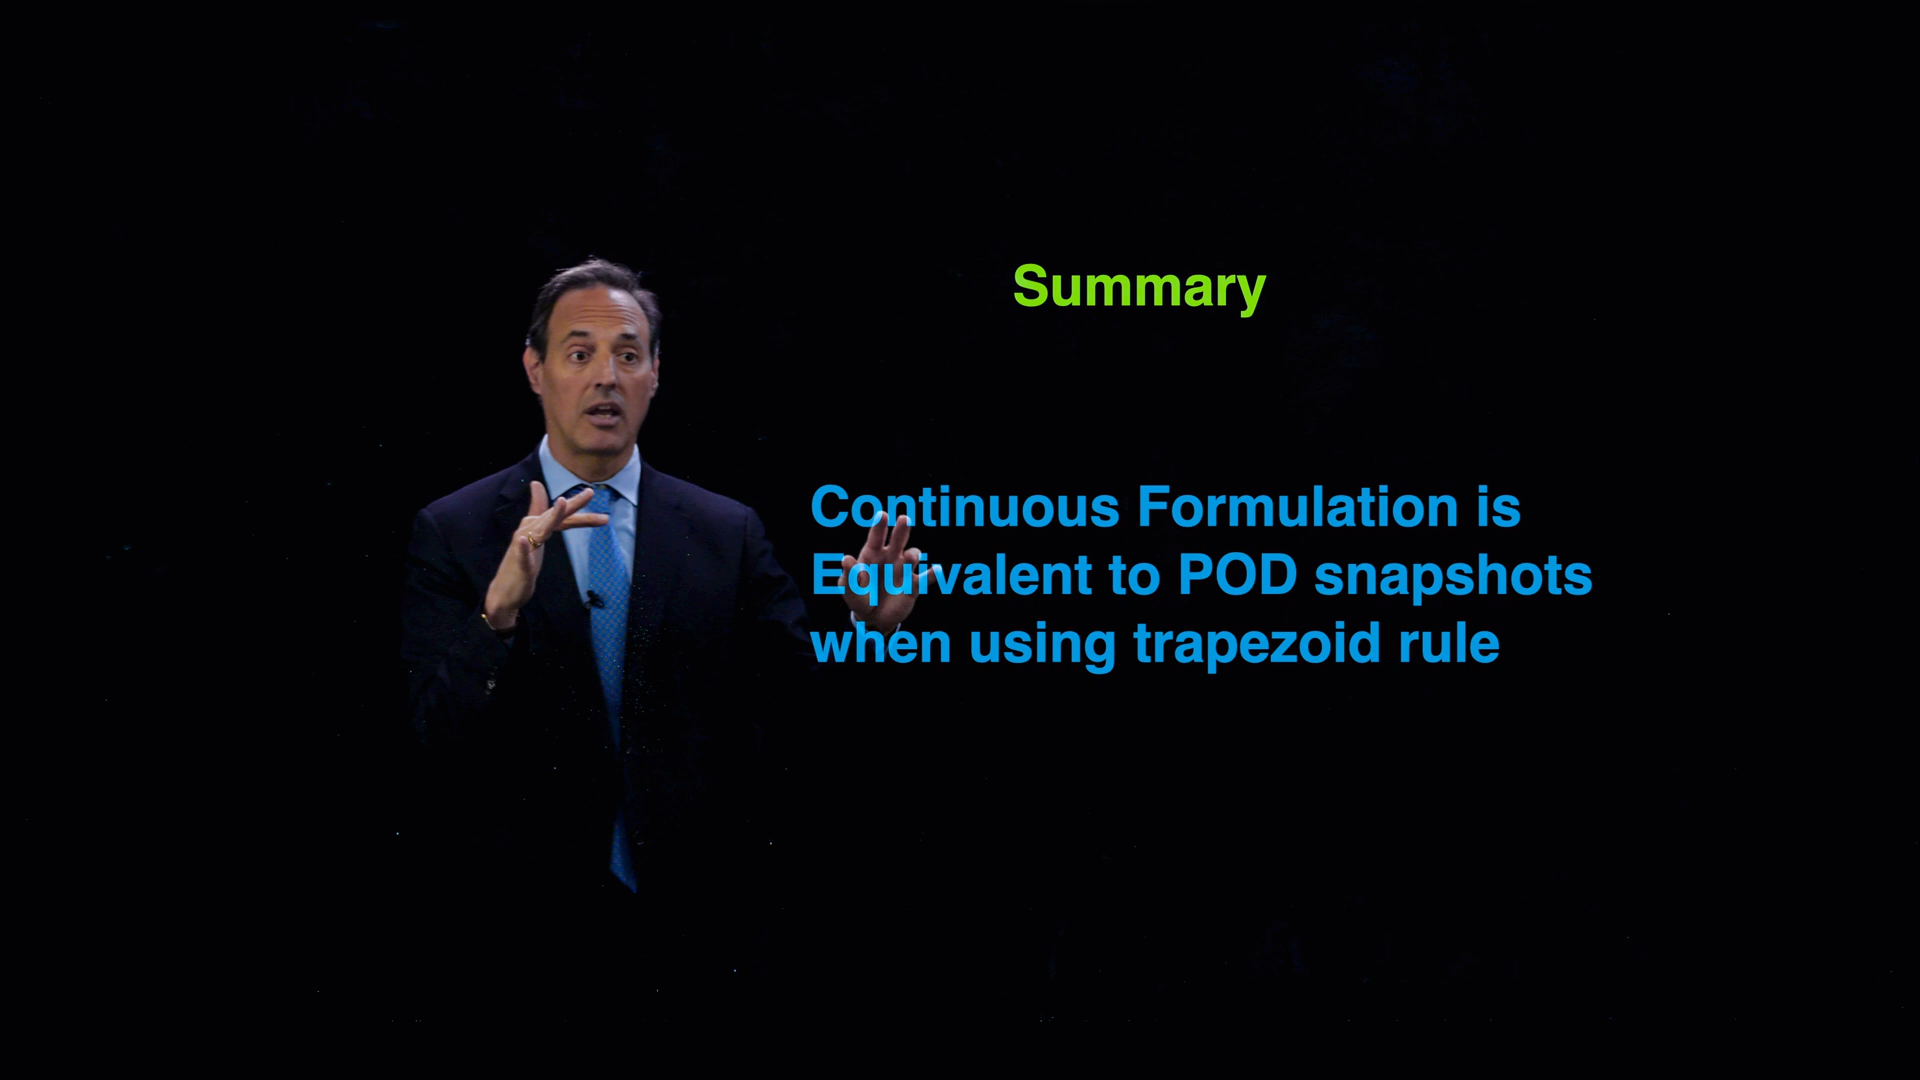 Summary
Continuous Formulation is
Equivalent to POD snapshots
when using trapezoid rule